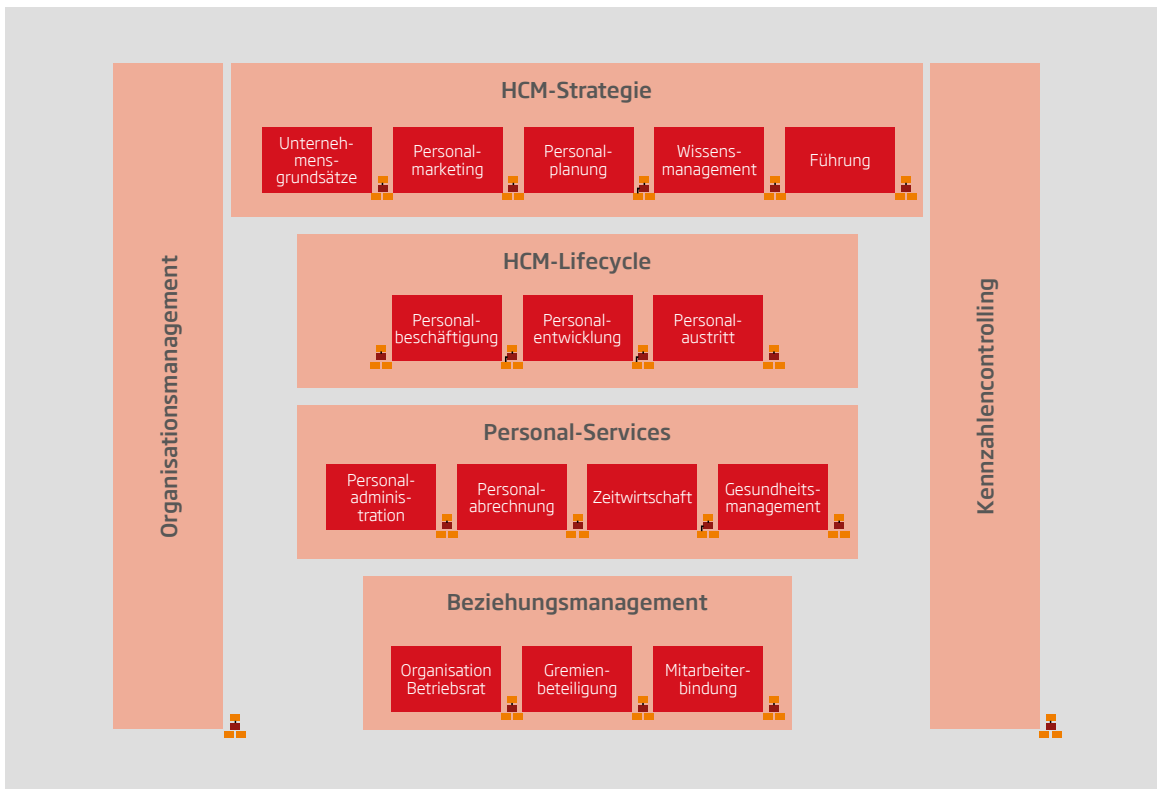 Organisationsmanagement
HCM-Strategie
Unterneh-
mens-
grundsätze
Personal-
marketing
Personal-
planung
Wissens-
management
Führung
HCM-Lifecycle
Personal-
beschäftigung
Personal-
entwicklung
Personal-
austritt
Personal-Services
Personal-
adminis-
tration
Personal-
abrechnung
Zeitwirtschaft
Gesundheits-
management
Beziehungsmanagement
Organisation
Betriebsrat
Gremien-
beteiligung
Mitarbeiter-
bindung
Kennzahlencontrolling